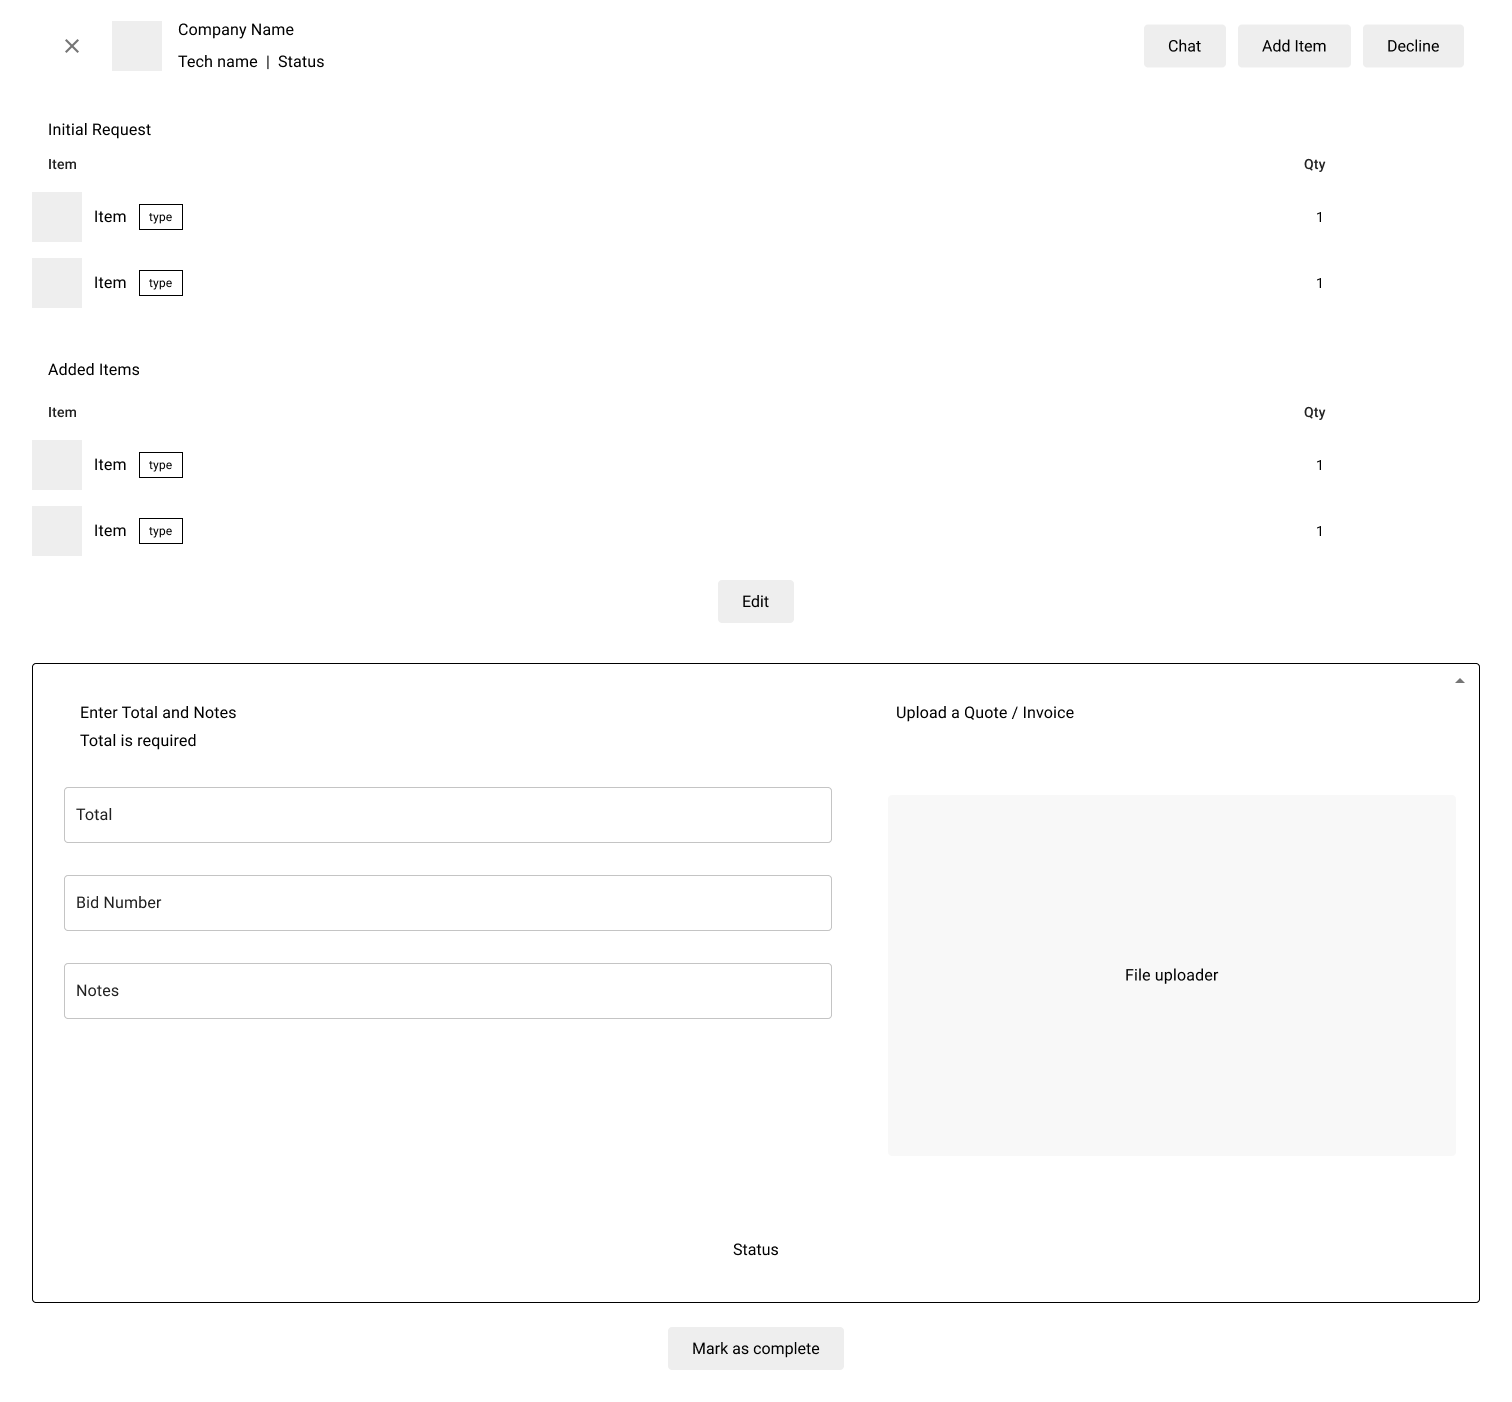 Company Name
Tech name | Status
Chat
Add Item
Decline
Initial Request
Item Qty
Item type 1
Item type 1
Added Items
Item Qty
Item type 1
Item type 1
Edit
Enter Total and Notes
Total is required
Upload a Quote / Invoice
Total
Bid Number
Notes
File uploader
Status
Mark as complete